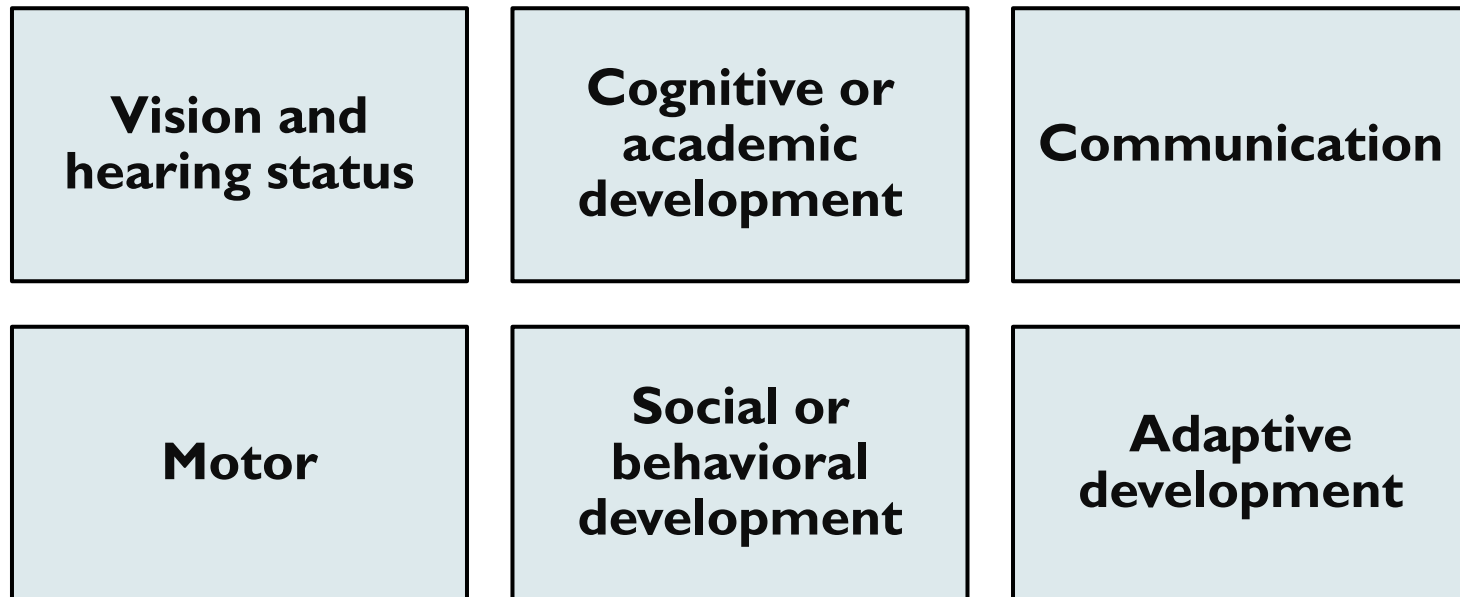 Vision and
hearing status
Cognitive or
academic
development
Communication
Motor
Social or
behavioral
development
Adaptive
development